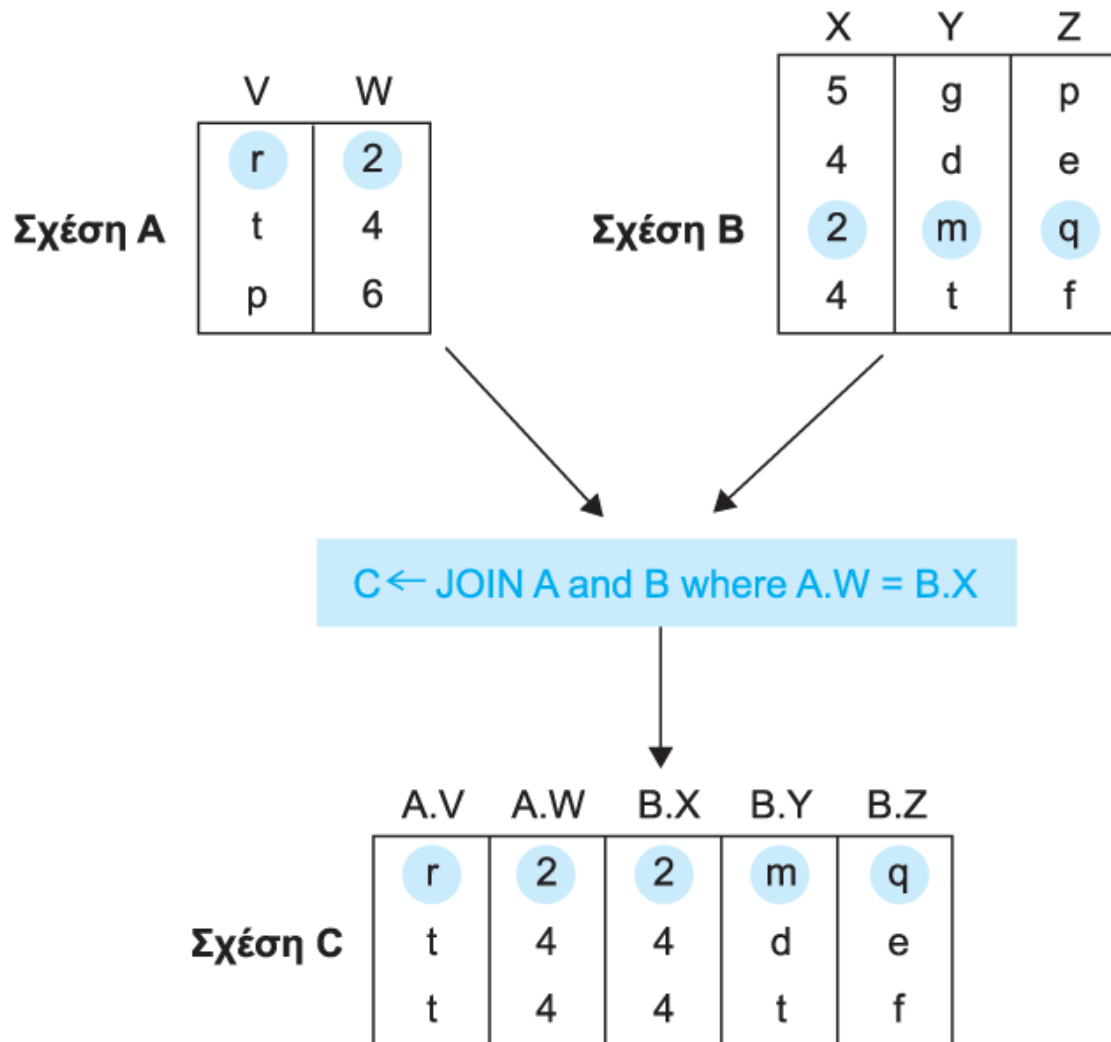 X Y Z
5 g p
4 d e
2 m q
4 t f
Σχέση B
V W
r 2
t 4
p 6
Σχέση A
C ← JOIN A and B where A.W = B.X
A.V A.W B.X B.Y B.Z
r 2 2 m q
t 4 4 d e
t 4 4 t f
Σχέση C